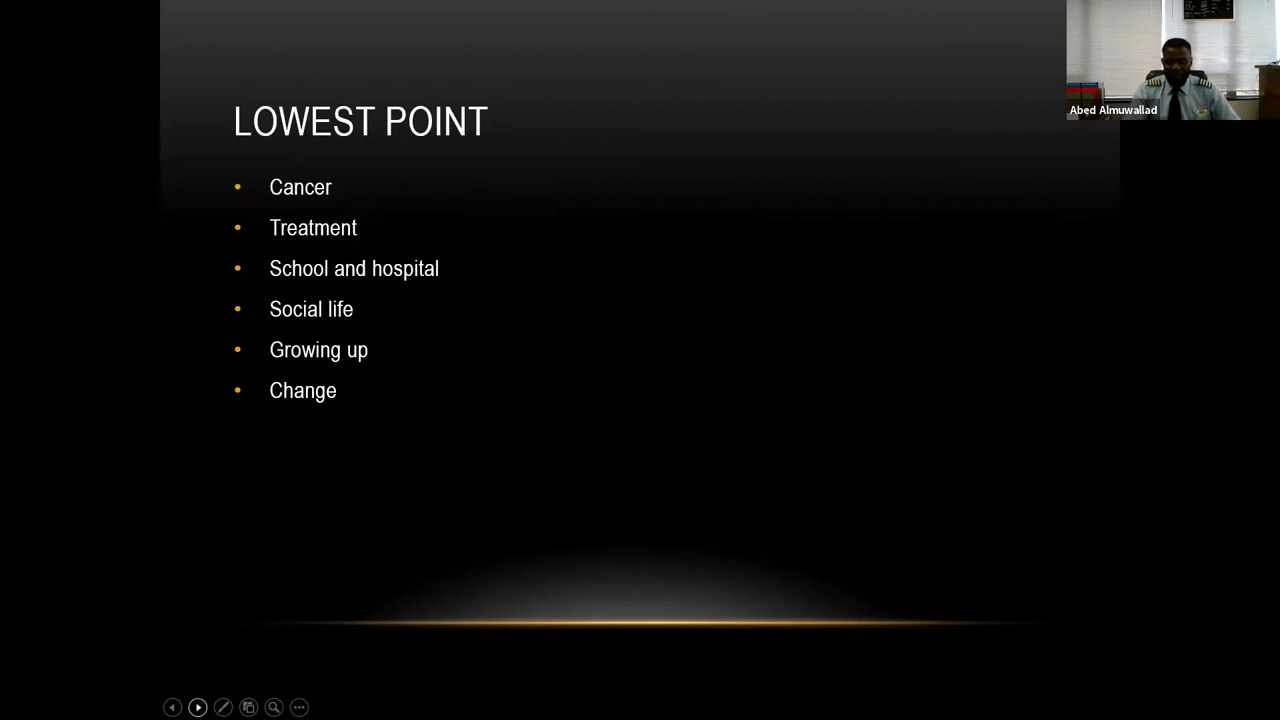 LOWEST POINT
• Cancer
• Treatment
• School and hospital
• Social life
• Growing up
• Change
Abed Almuwallad